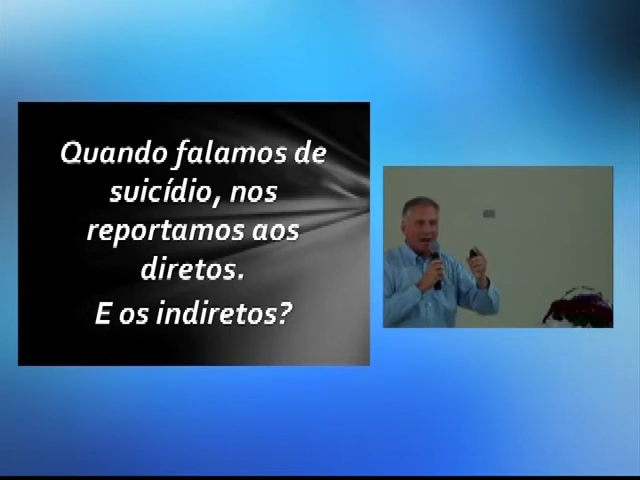 Quando falamos de
suicídio, nos
reportamos aos
diretos.
E os indiretos?